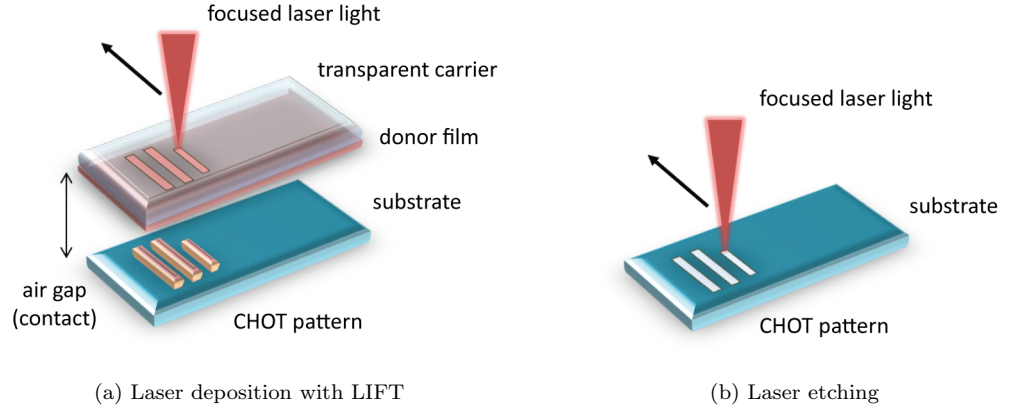 focused laser light
transparent carrier
donor film
substrate
air gap
(contact)
CHOT pattern
(a) Laser deposition with LIFT
focused laser light
substrate
CHOT pattern
(b) Laser etching